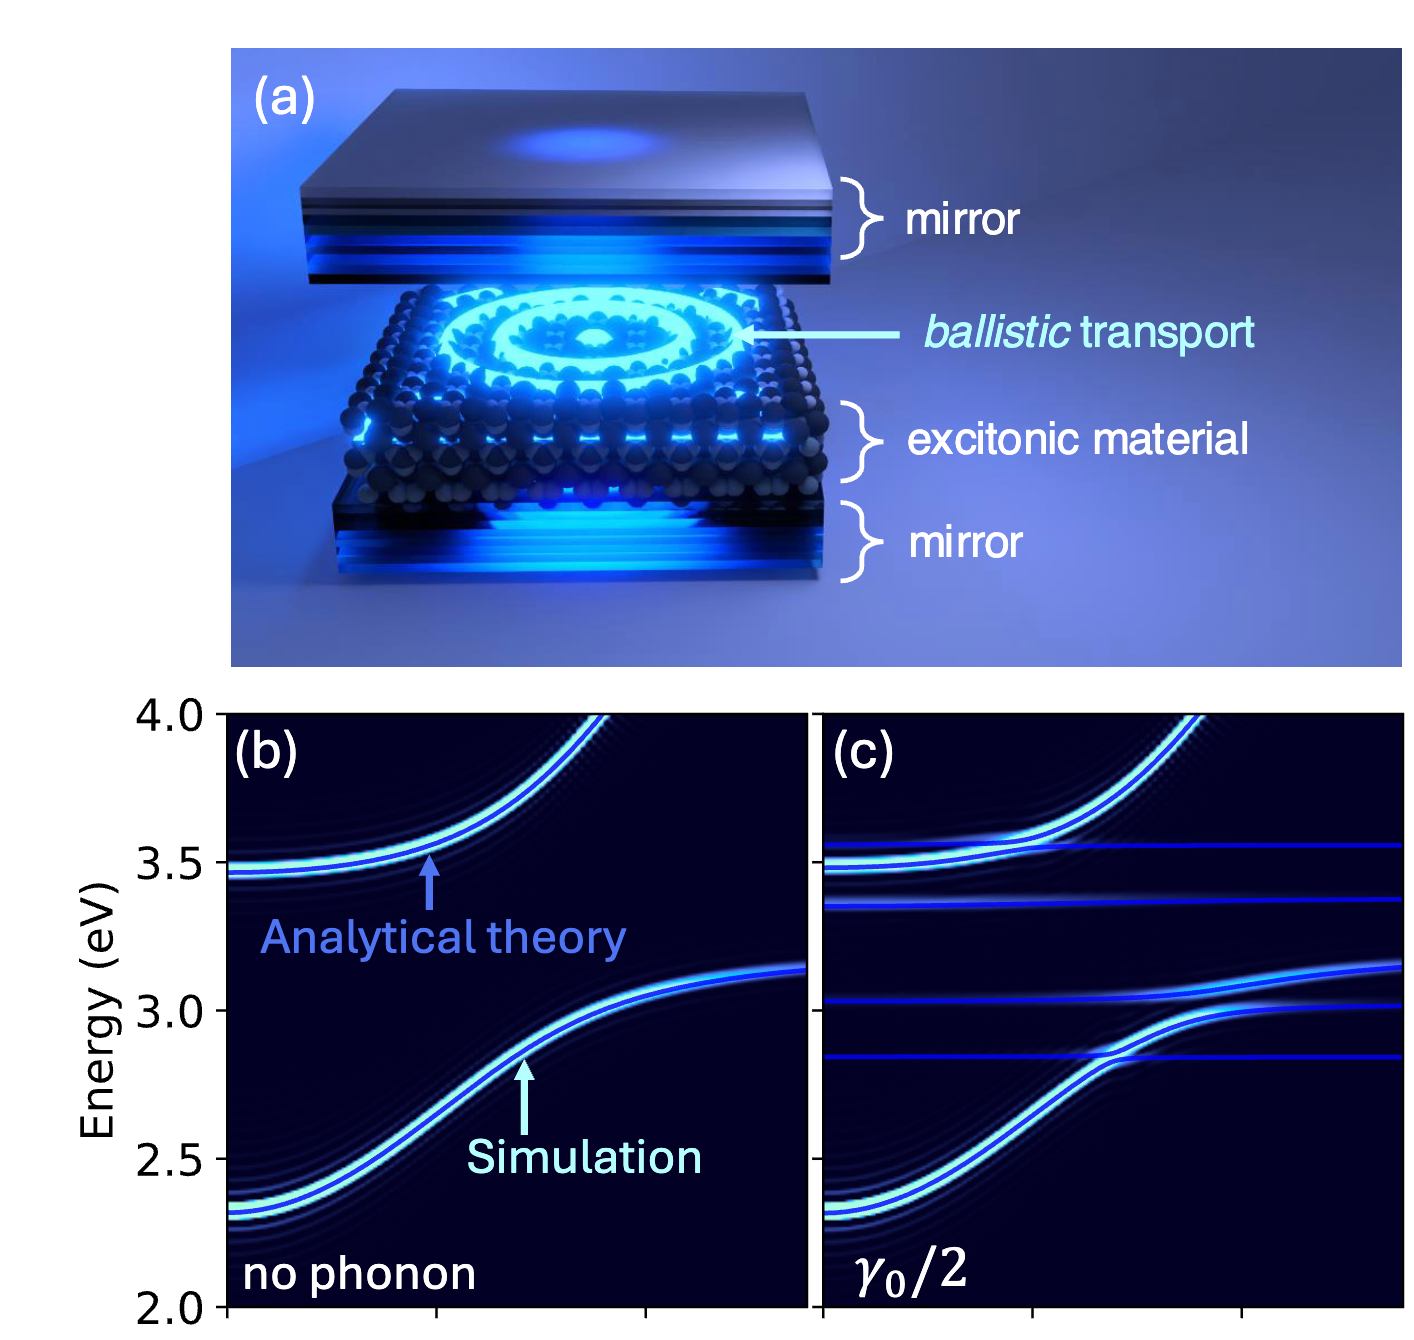 (a)
mirror
ballistic transport
excitonic material
mirror
Energy (eV)
4.0
3.5
3.0
2.5
2.0
(b)
Analytical theory
Simulation
no phonon
(c)
γ₀/2